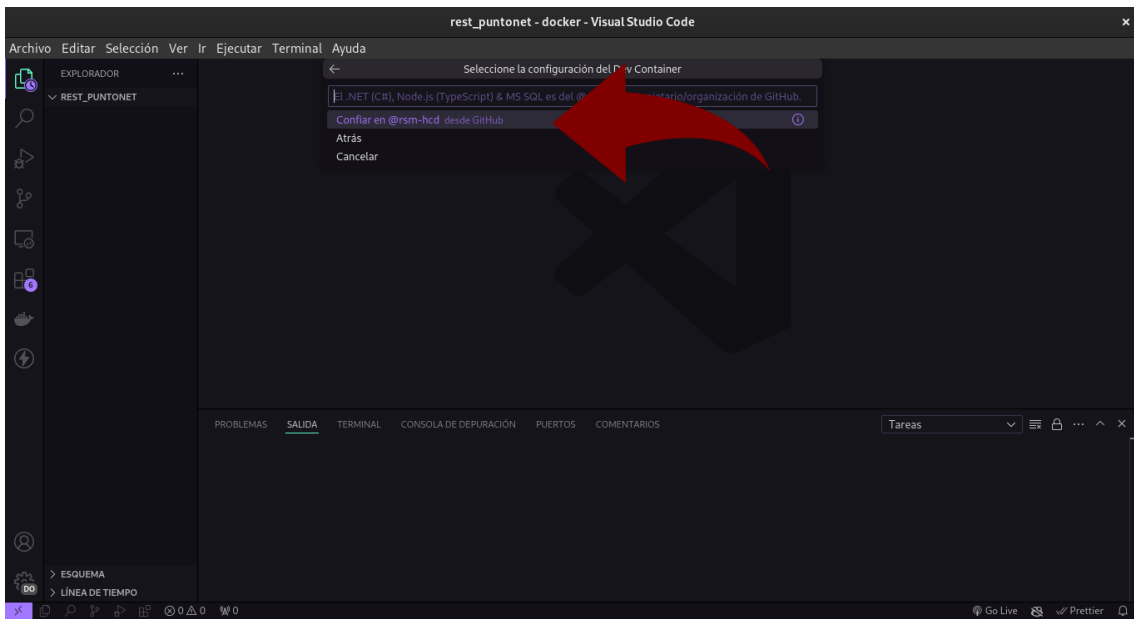 rest_puntonet - docker - Visual Studio Code
Archivo Editar Selección Ver Ir Ejecutar Terminal Ayuda
EXPLORADOR
REST_PUNTONET
Seleccione la configuración del Dev Container
El .NET (C#), Node.js (TypeScript) & MS SQL es del /organización de GitHub.
Confiar en @rsm-hcd desde GitHub
Atrás
Cancelar
6
PROBLEMAS SALIDA TERMINAL CONSOLA DE DEPURACIÓN PUERTOS COMENTARIOS
Tareas
ESQUEMA
DO
LÍNEA DE TIEMPO
0 0 0
Go Live Prettier